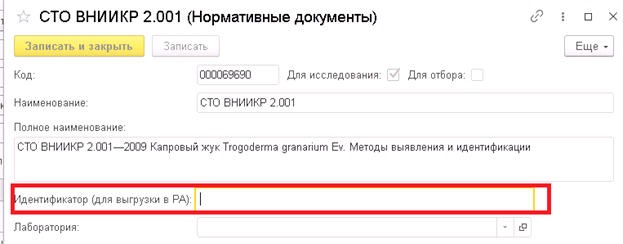 СТО ВНИИКР 2.001 (Нормативные документы)
Записать и закрыть Записать Еще
Код: 000069690 Для исследования: Для отбора:
Наименование: СТО ВНИИКР 2.001
Полное наименование:
СТО ВНИИКР 2.001—2009 Капровый жук Trogoderma granarium Ev. Методы выявления и идентификации
Идентификатор (для выгрузки в РА):
Лаборатория: